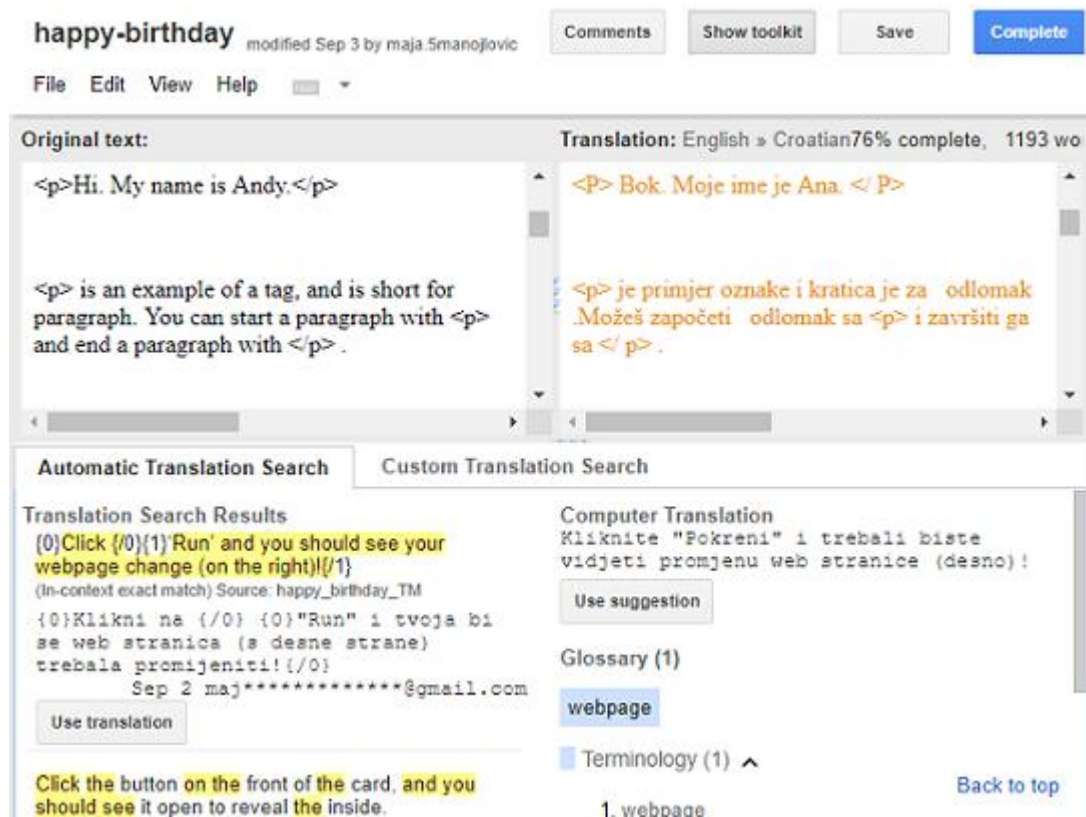 happy-birthday modified Sep 3 by maja.5manojlovic
Comments
Show toolkit
Save
Complete
File Edit View Help
Original text:
Translation: English » Croatian76% complete, 1193 wo
<p>Hi. My name is Andy.</p>
<p> is an example of a tag, and is short for
paragraph. You can start a paragraph with <p>
and end a paragraph with </p> .
<P> Bok. Moje ime je Ana. </ P>
<p> je primjer oznake i kratica je za odlomak
.Možeš započeti odlomak sa <p> i završiti ga
sa </ p> .
Automatic Translation Search
Custom Translation Search
Translation Search Results
{0}Click {/0}{1}'Run' and you should see your
webpage change (on the right)!{/1}
(In-context exact match) Source: happy_birthday_TM
{0}Klikni na {/0} {0}"Run" i tvoja bi
se web stranica (s desne strane)
trebala promijeniti!{/0}
Sep 2 maj*************@gmail.com
Use translation
Click the button on the front of the card, and you
should see it open to reveal the inside.
Computer Translation
Kliknite "Pokreni" i trebali biste
vidjeti promjenu web stranice (desno)!
Use suggestion
Glossary (1)
webpage
Terminology (1)
1. webpage
Back to top